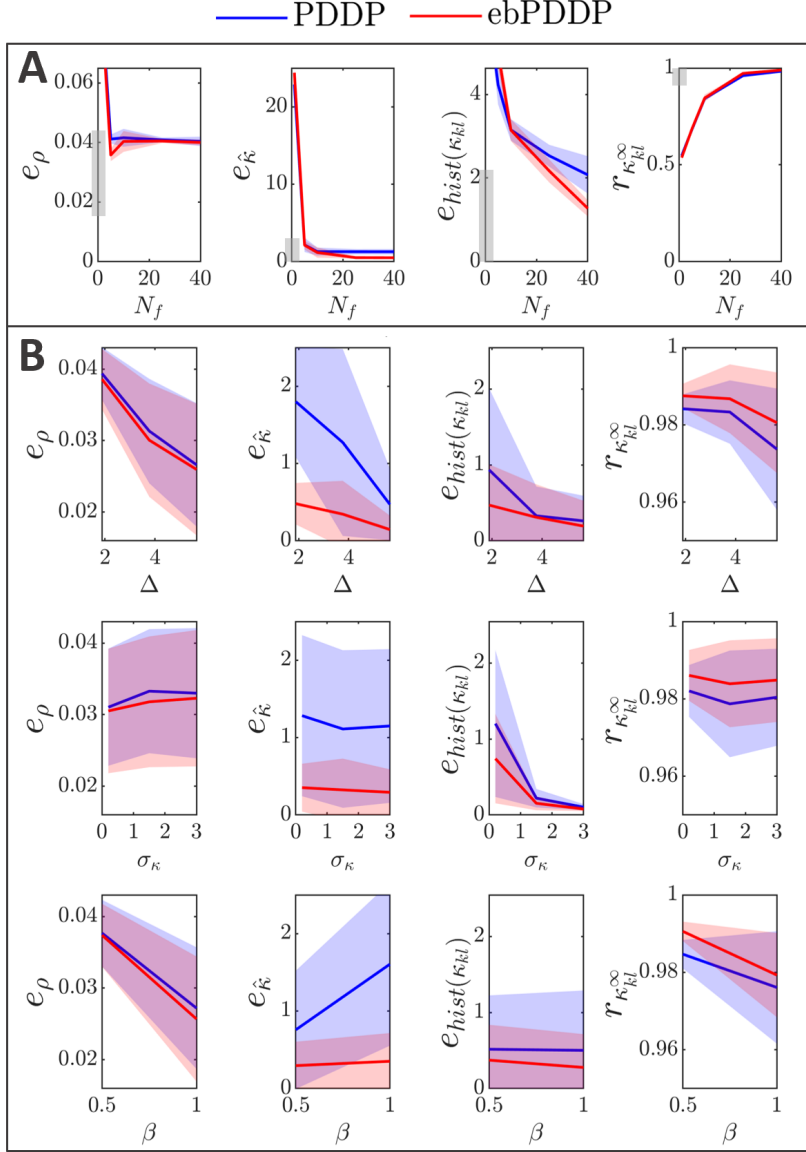 PDDP ebPDDP
A
e_ρ 0.06 0.04 0.02 0 0 20 40 N_f
e_κ̂ 20 10 0 0 20 40 N_f
e_hist(κ_kl) 4 2 0 0 20 40 N_f
r_κ_kl^∞ 1 0.5 0 0 20 40 N_f
B
e_ρ 0.04 0.03 0.02 2 4 Δ
e_κ̂ 2 1 0 2 4 Δ
e_hist(κ_kl) 2 1 0 2 4 Δ
r_κ_kl^∞ 1 0.98 0.96 2 4 Δ
e_ρ 0.04 0.03 0.02 0 1 2 3 σ_κ
e_κ̂ 2 1 0 0 1 2 3 σ_κ
e_hist(κ_kl) 2 1 0 0 1 2 3 σ_κ
r_κ_kl^∞ 1 0.98 0.96 0 1 2 3 σ_κ
e_ρ 0.04 0.03 0.02 0.5 1 β
e_κ̂ 2 1 0 0.5 1 β
e_hist(κ_kl) 2 1 0 0.5 1 β
r_κ_kl^∞ 1 0.98 0.96 0.5 1 β